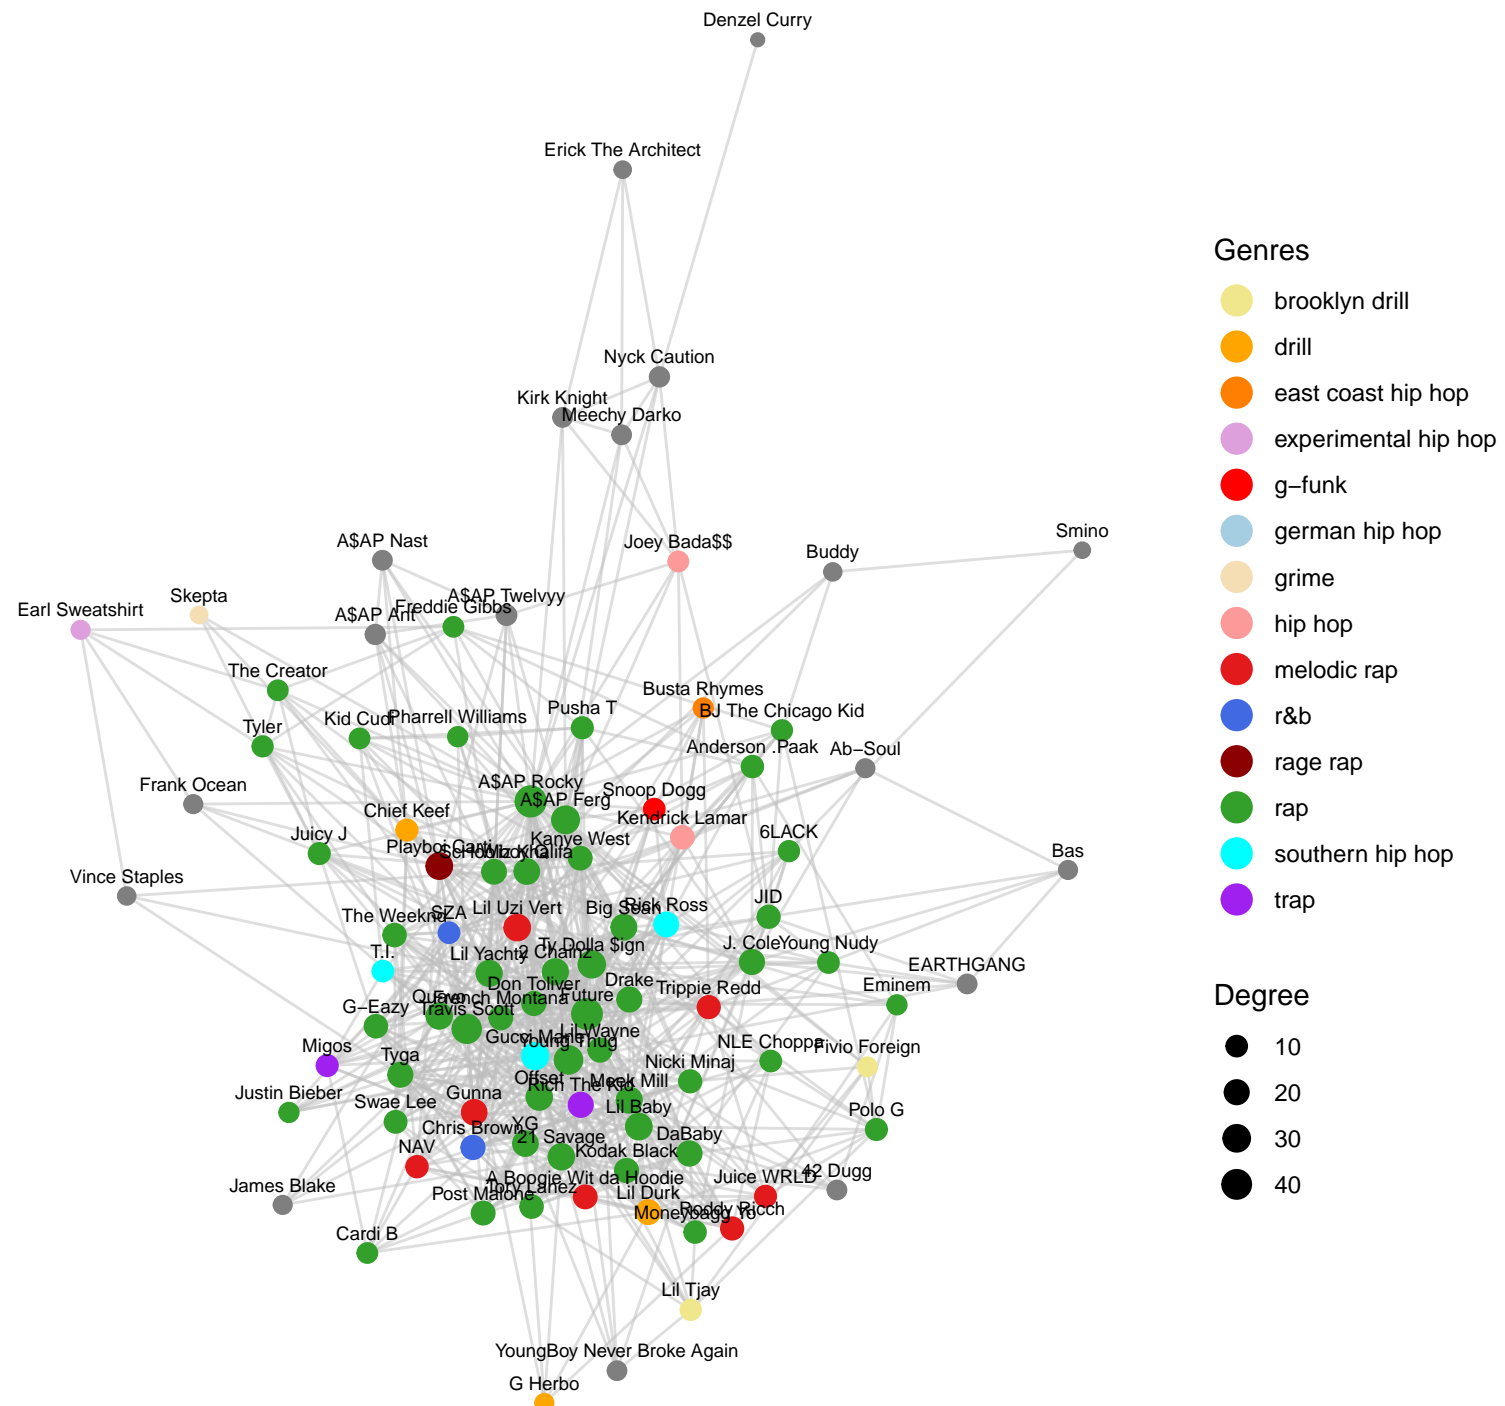 Denzel Curry
Erick The Architect
Nyck Caution
Kirk Knight
Meechy Darko
Smino
A$AP Nast
Joey Bada$$
Buddy
Skepta
A$AP Twelvyy
Earl Sweatshirt
A$AP Ant
Freddie Gibbs
The Creator
Busta Rhymes
Pusha T
BJ The Chicago Kid
Tyler
Kid Cudi
Pharrell Williams
Anderson .Paak
Ab-Soul
Frank Ocean
A$AP Rocky
Snoop Dogg
A$AP Ferg
Chief Keef
Kendrick Lamar
Juicy J
Kanye West
6LACK
Playboi Carti
ScHoolboy Q
Wiz Khalifa
Bas
Vince Staples
JID
The Weeknd
SZA
Lil Uzi Vert
Big Sean
Rick Ross
T.I.
Lil Yachty
2 Chainz
Ty Dolla $ign
J. Cole
Young Nudy
EARTHGANG
Don Toliver
Drake
Trippie Redd
Eminem
G-Eazy
Quavo
French Montana
Travis Scott
Future
Gucci Mane
Lil Wayne
Young Thug
Migos
Tyga
Nicki Minaj
NLE Choppa
Fivio Foreign
Justin Bieber
Swae Lee
Gunna
Offset
Rich The Kid
Meek Mill
Lil Baby
Polo G
NAV
Chris Brown
YG
21 Savage
Kodak Black
DaBaby
James Blake
Post Malone
Tory Lanez
A Boogie Wit da Hoodie
Lil Durk
Juice WRLD
42 Dugg
Moneybagg Yo
Roddy Ricch
Cardi B
Lil Tjay
YoungBoy Never Broke Again
G Herbo
Genres
brooklyn drill
drill
east coast hip hop
experimental hip hop
g-funk
german hip hop
grime
hip hop
melodic rap
r&b
rage rap
rap
southern hip hop
trap
Degree
10
20
30
40